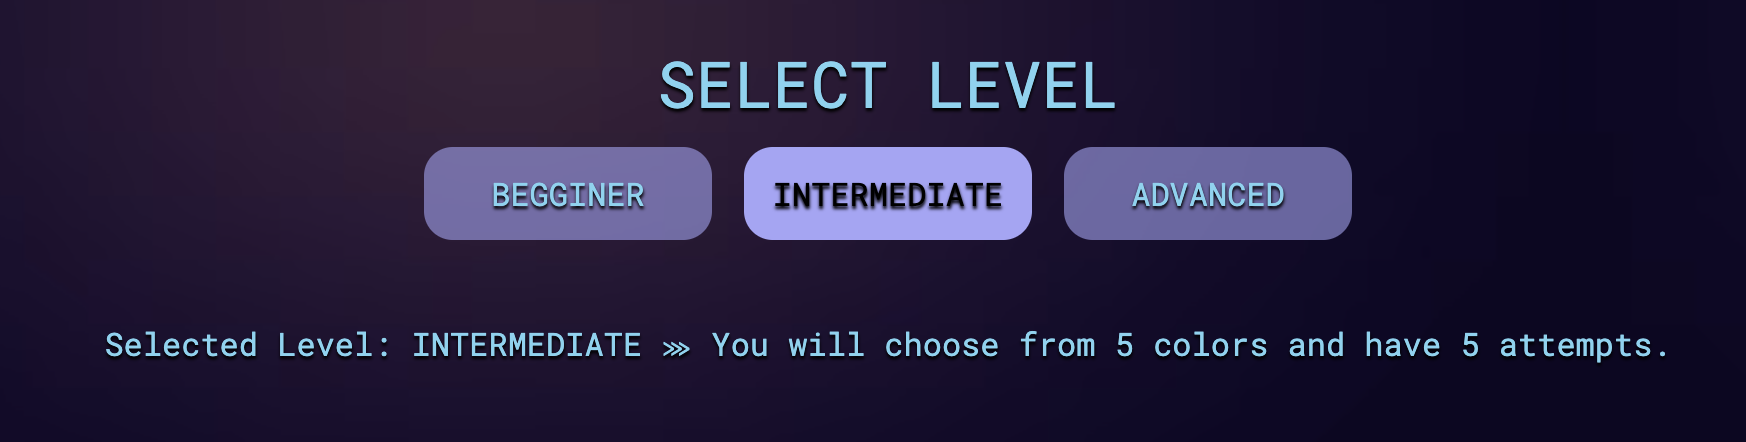 SELECT LEVEL
BEGGINER INTERMEDIATE ADVANCED
Selected Level: INTERMEDIATE ⋙ You will choose from 5 colors and have 5 attempts.